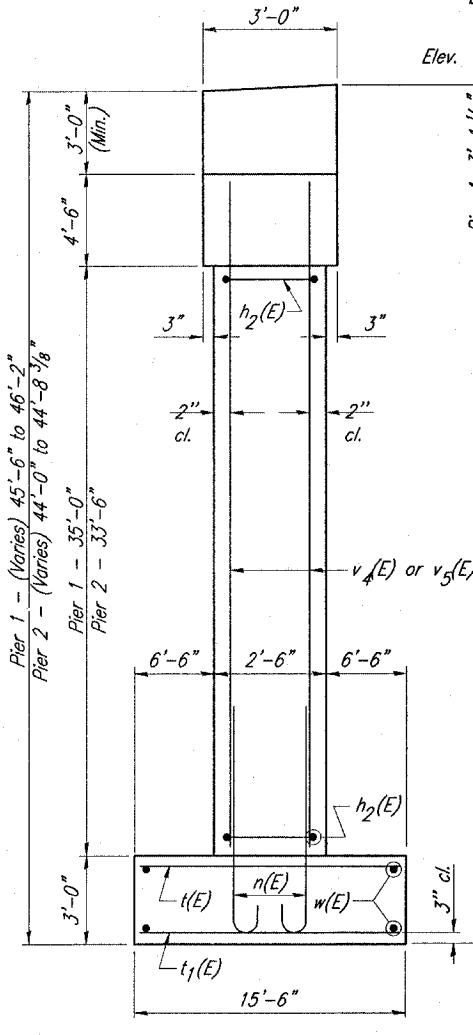 3'-0"
Elev.
3'-0"
(Min.)
4'-6"
h2(E)
3"
3"
2"
cl.
2"
cl.
Pier 1 - (Varies) 45'-6" to 46'-2"
Pier 2 - (Varies) 44'-0" to 44'-8 3/8"
Pier 1 - 35'-0"
Pier 2 - 33'-6"
v4(E) or v5(E)
6'-6"
2'-6"
6'-6"
h2(E)
3'-0"
t(E)
n(E)
w(E)
3" cl.
t1(E)
15'-6"